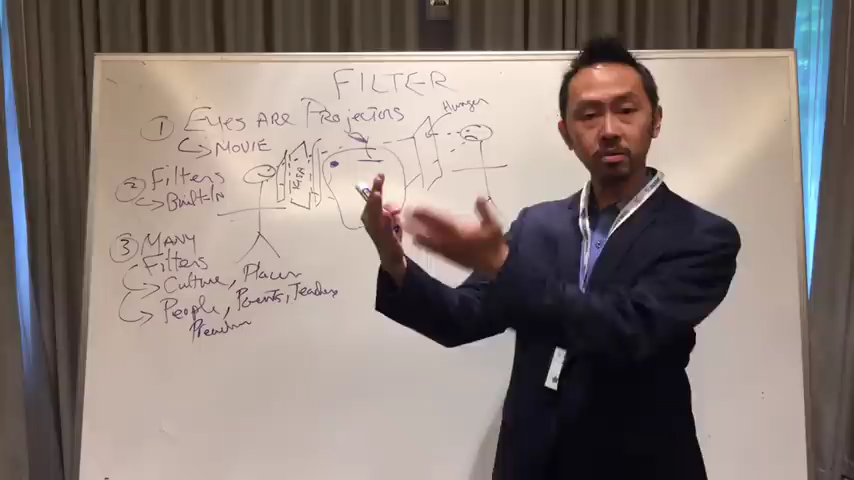 FILTER
① Eyes ARE PRojectors
↳ MOVIE
Hunger
② Filters
↳ Built-IN
③ MANY
Filters
↳ Culture, Places
↳ People, Parents, Teachers